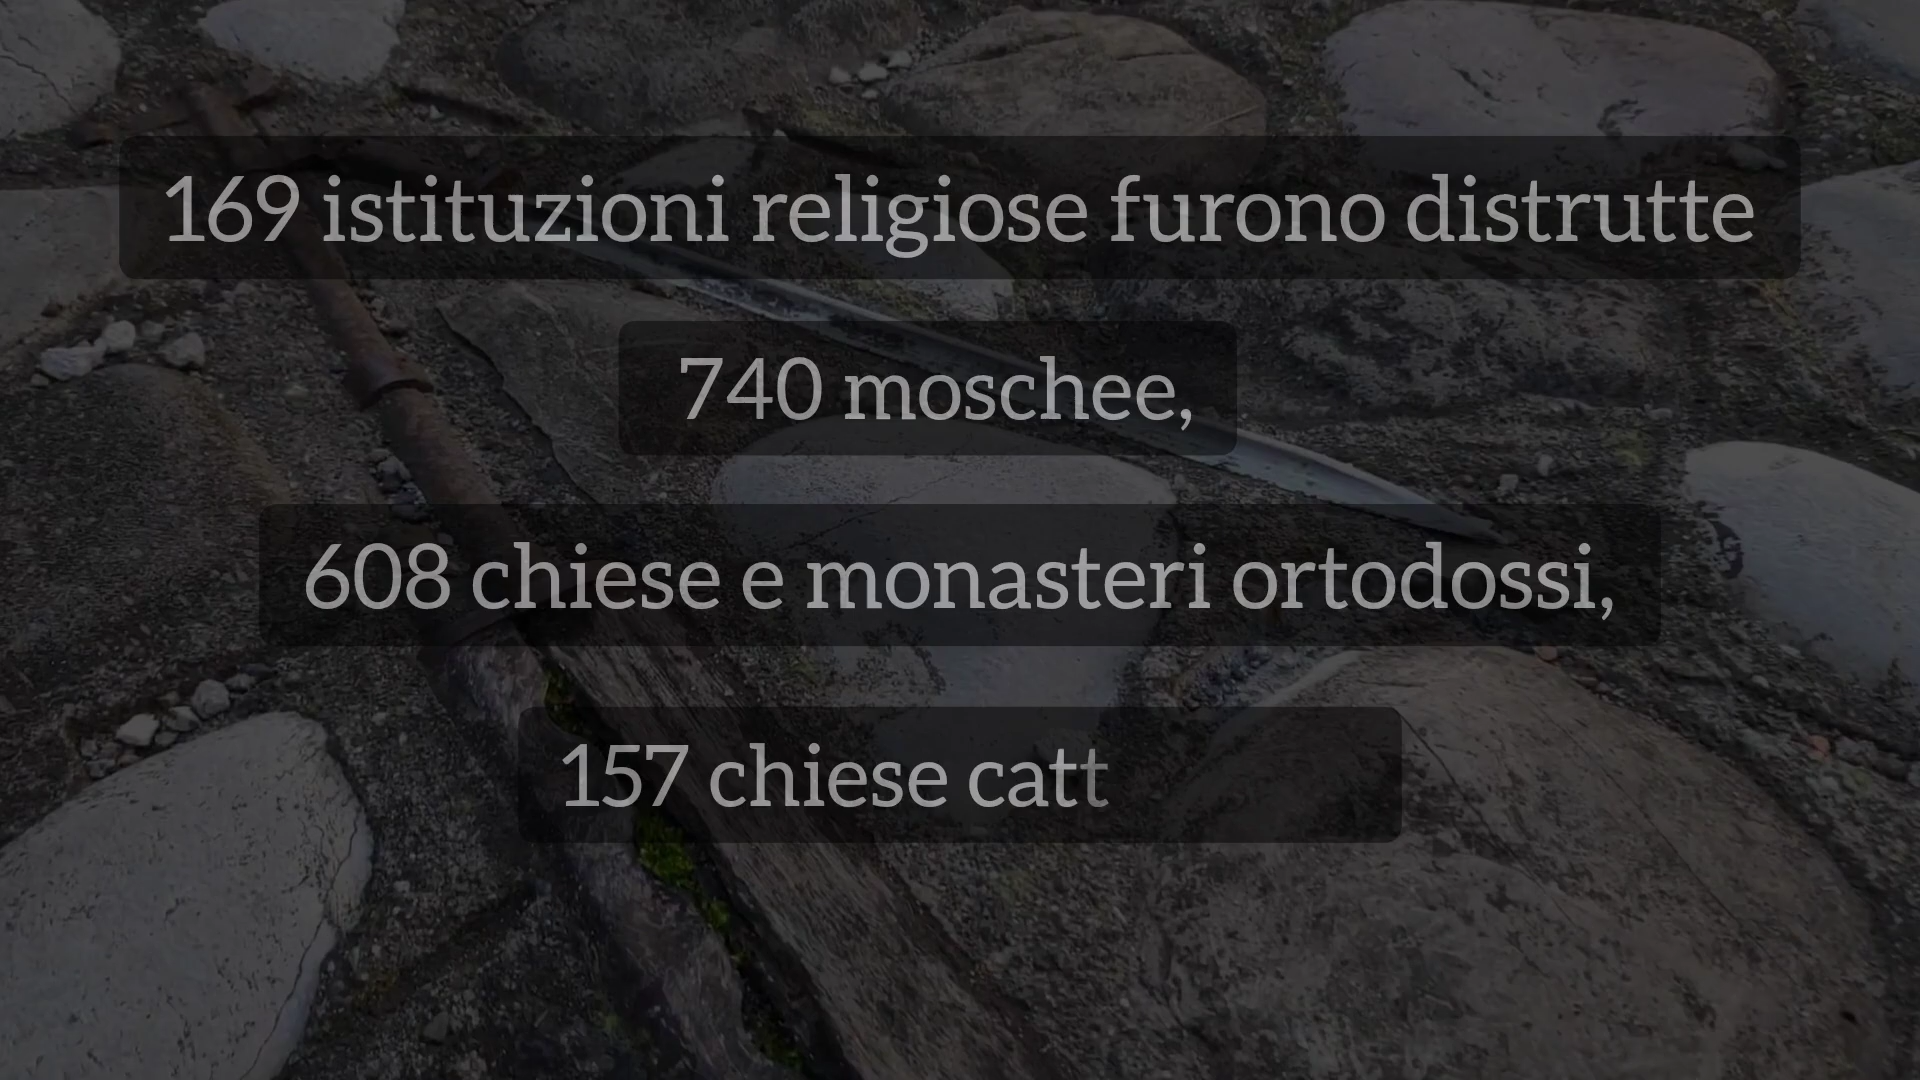 169 istituzioni religiose furono distrutte
740 moschee,
608 chiese e monasteri ortodossi,
157 chiese catt